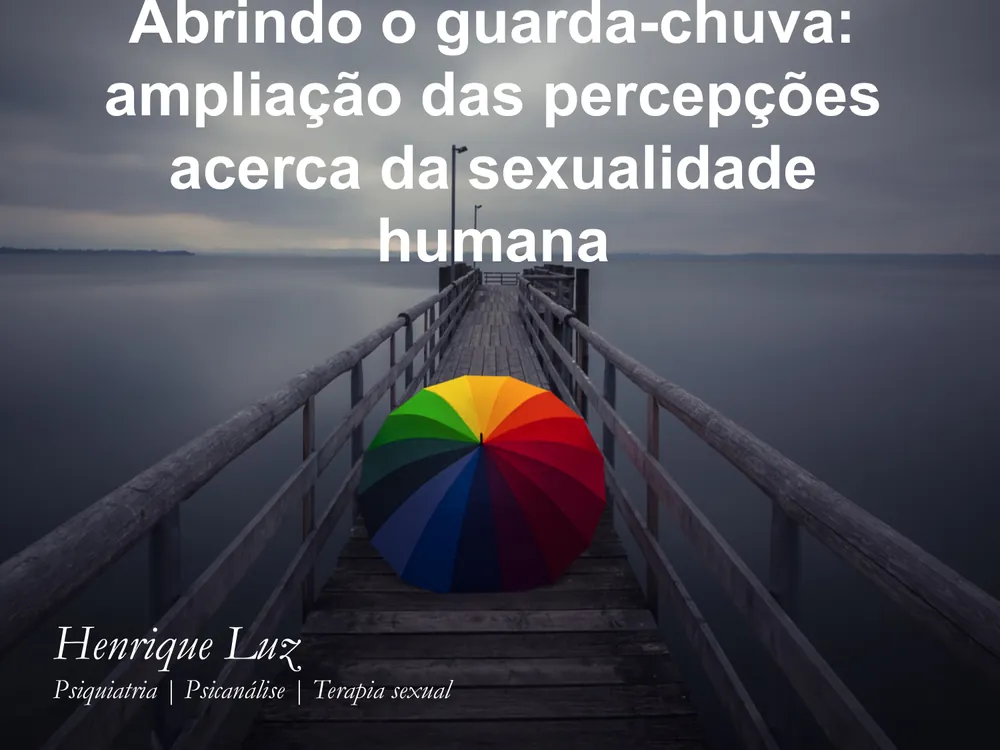 Abrindo o guarda-chuva:
ampliação das percepções
acerca da sexualidade
humana
Henrique Luz
Psiquiatria | Psicanálise | Terapia sexual